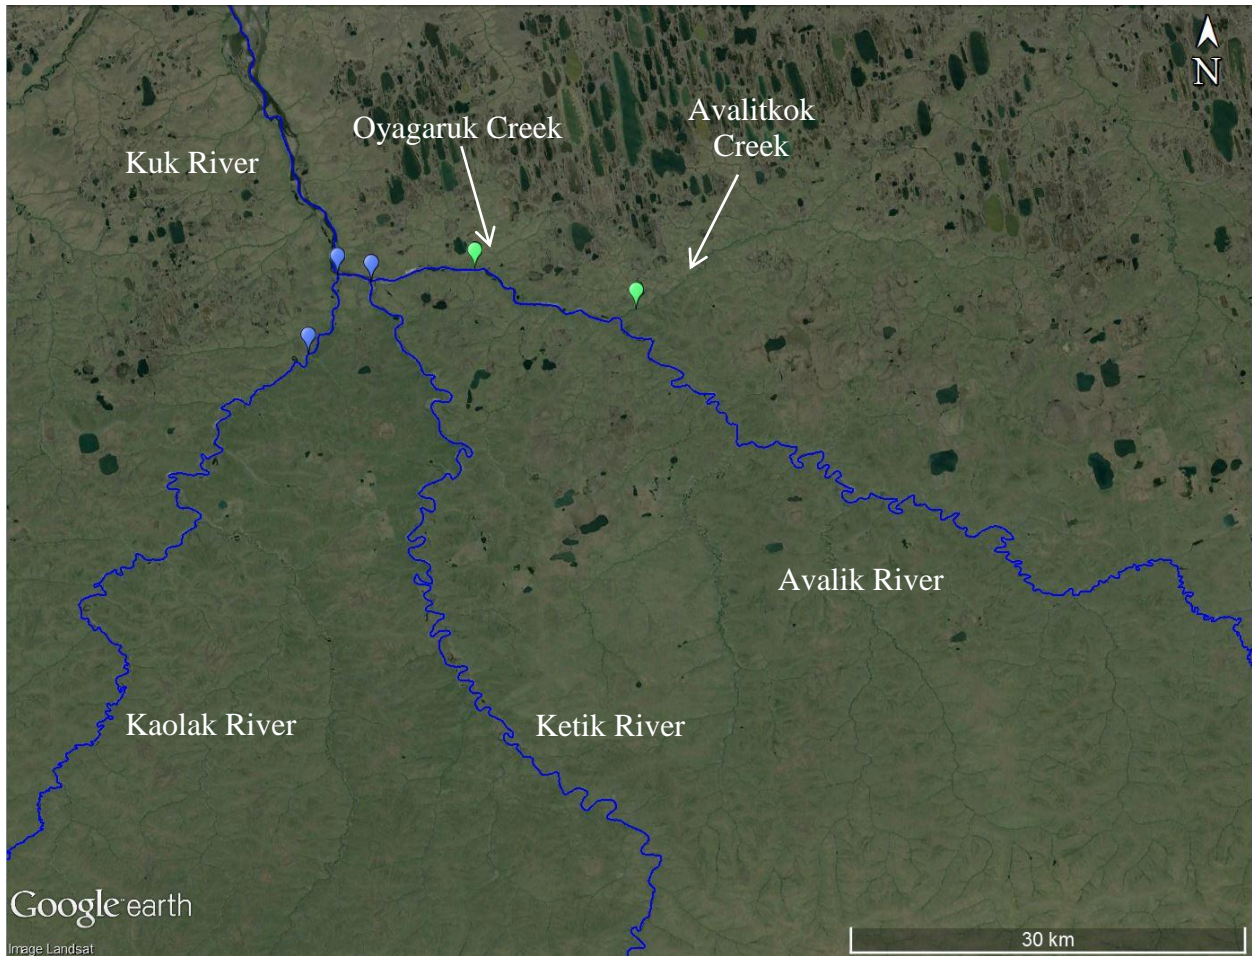 N
Oyagaruk Creek
Avalitkok
Creek
Kuk River
Avalik River
Kaolak River
Ketik River
Google earth
Image Landsat
30 km